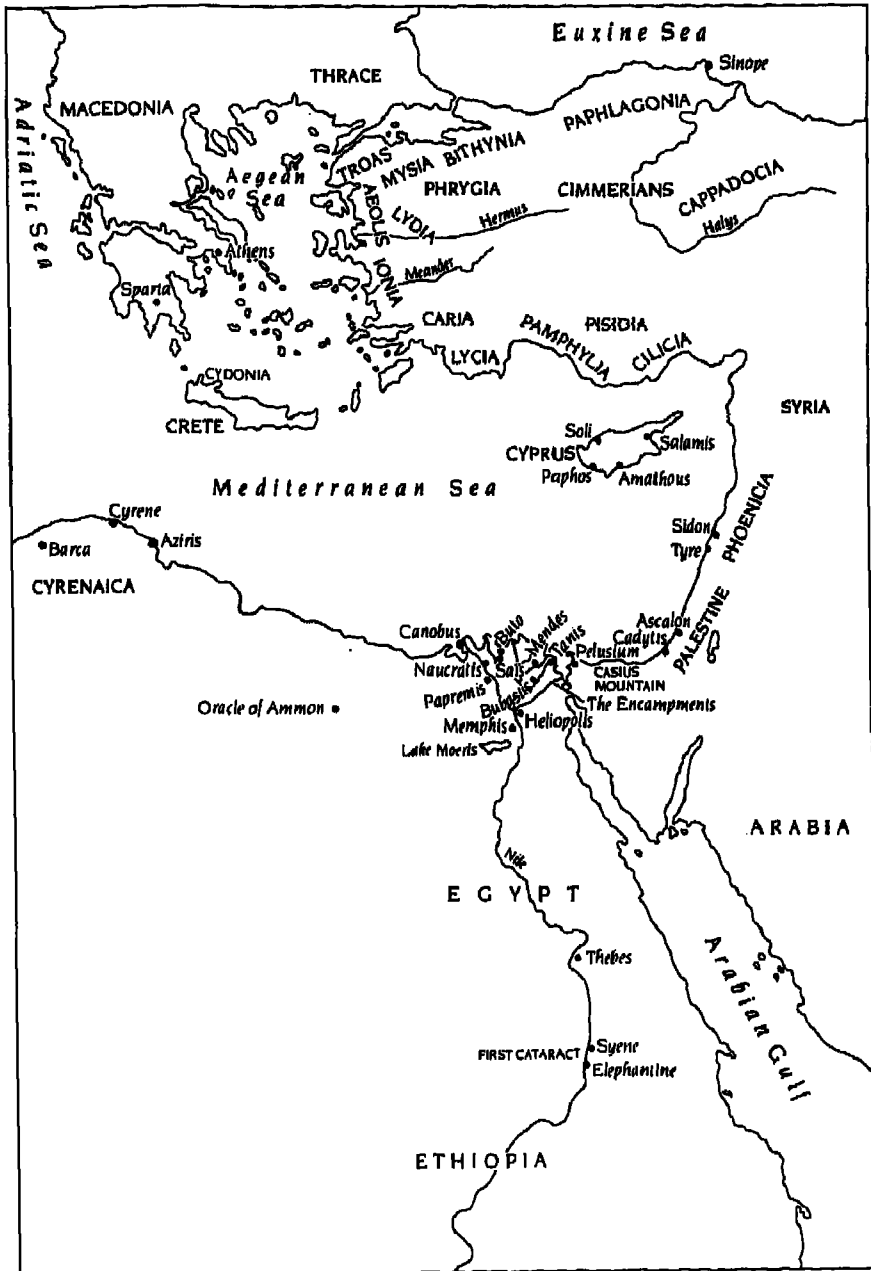 Euxine Sea
Sinope
THRACE
MACEDONIA
PAPHLAGONIA
Adriatic Sea
BITHYNIA
TROAS
MYSIA
Aegean
Sea
PHRYGIA
CIMMERIANS
CAPPADOCIA
AEOLIS
LYDIA
Hermus
Halys
Athens
IONIA
Meander
Sparta
CARIA
PISIDIA
PAMPHYLIA
CILICIA
LYCIA
CYDONIA
CRETE
SYRIA
Soli
Salamis
CYPRUS
Paphos
Amathous
Mediterranean Sea
Cyrene
Barca
Aziris
Sidon
Tyre
PHOENICIA
CYRENAICA
PALESTINE
Ascalon
Cadytis
Canobus
Buto
Mendes
Tanis
Pelusium
Naucratis
Sais
CASIUS
MOUNTAIN
Papremis
Bubastis
The Encampments
Oracle of Ammon
Heliopolis
Memphis
Lake Moeris
ARABIA
Nile
EGYPT
Thebes
Arabian Gulf
FIRST CATARACT
Syene
Elephantine
ETHIOPIA